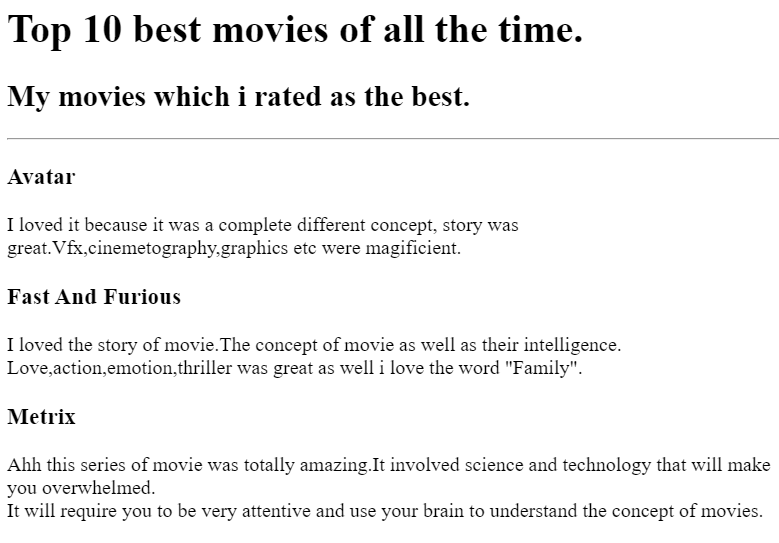 Top 10 best movies of all the time.
My movies which i rated as the best.
Avatar
I loved it because it was a complete different concept, story was
great.Vfx,cinemetography,graphics etc were magificient.
Fast And Furious
I loved the story of movie.The concept of movie as well as their intelligence.
Love,action,emotion,thriller was great as well i love the word "Family".
Metrix
Ahh this series of movie was totally amazing.It involved science and technology that will make
you overwhelmed.
It will require you to be very attentive and use your brain to understand the concept of movies.